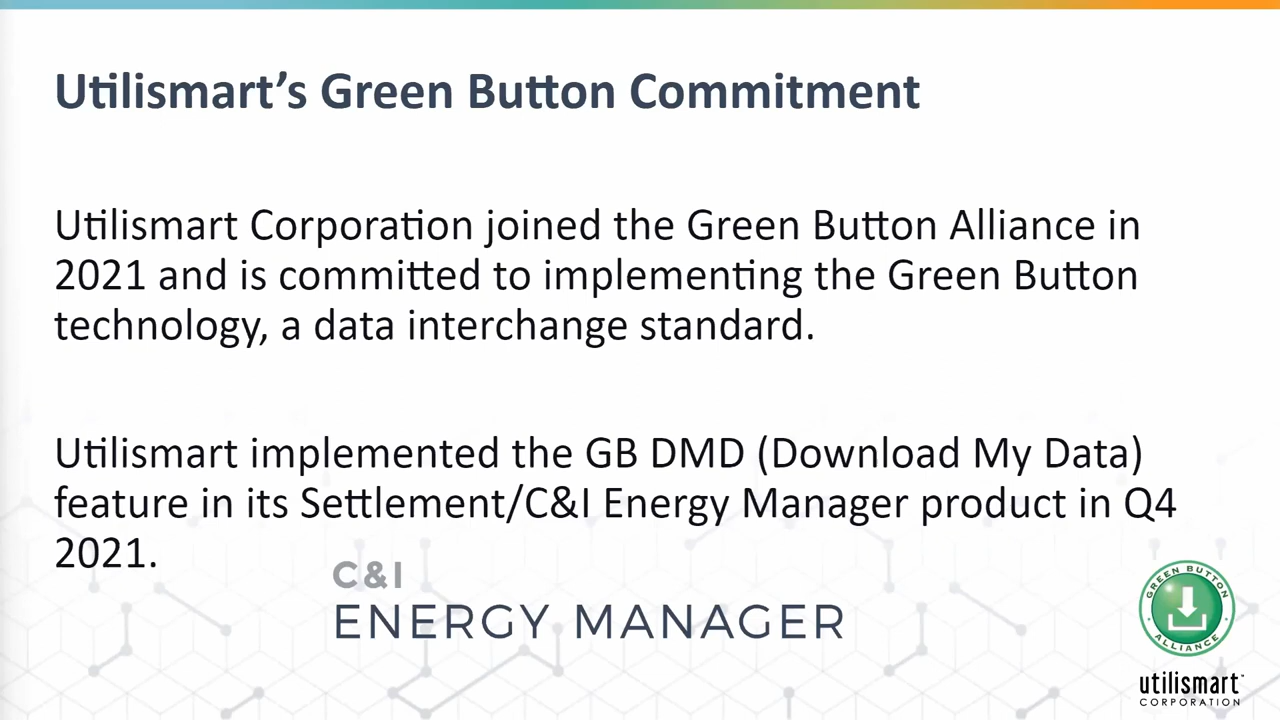 Utilismart’s Green Button Commitment
Utilismart Corporation joined the Green Button Alliance in
2021 and is committed to implementing the Green Button
technology, a data interchange standard.
Utilismart implemented the GB DMD (Download My Data)
feature in its Settlement/C&I Energy Manager product in Q4
2021.
C&I
ENERGY MANAGER
GREEN BUTTON
ALLIANCE
utilismart™
CORPORATION